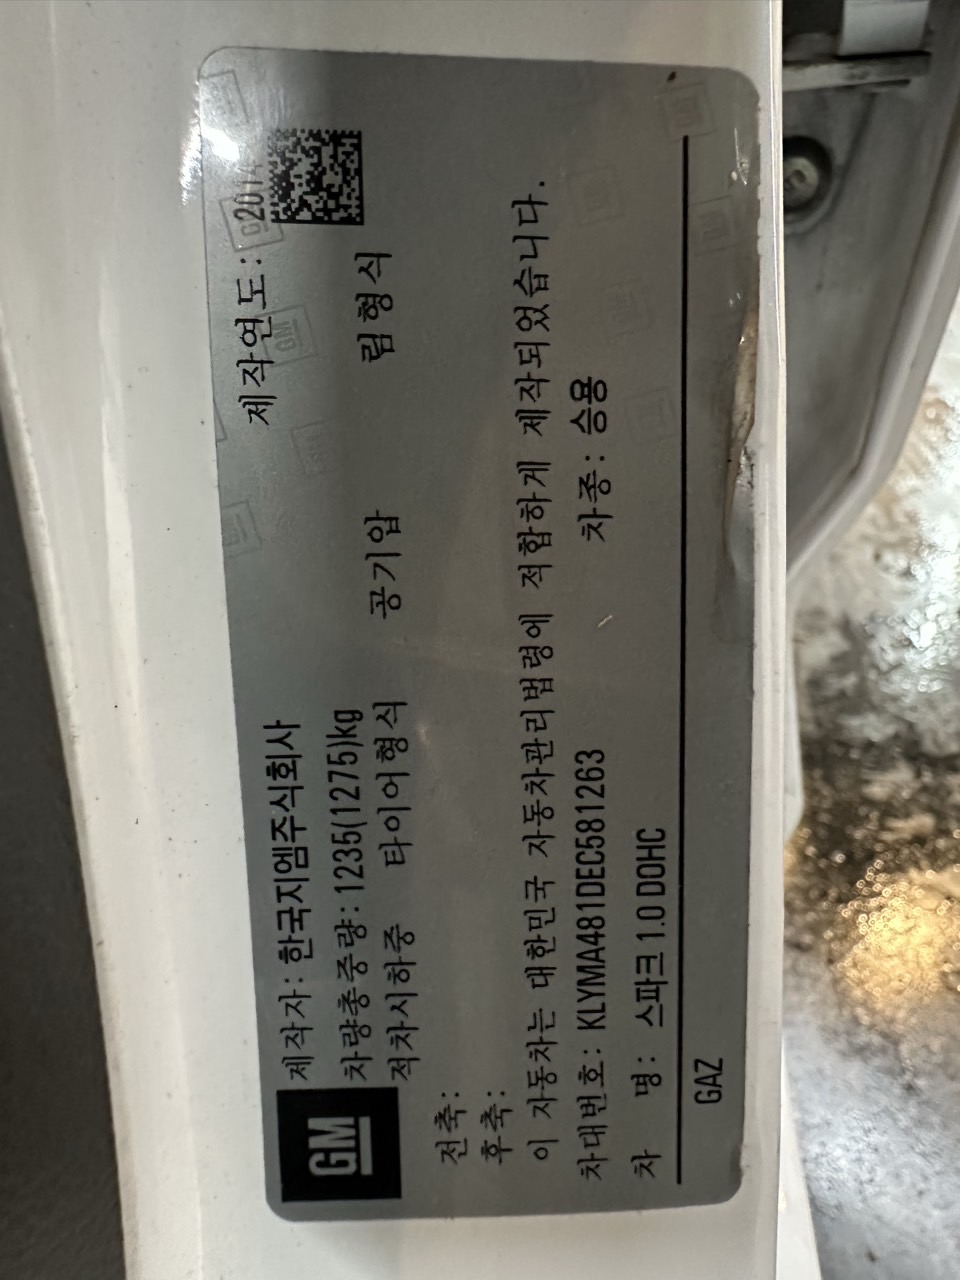 GM
제작자: 한국지엠주식회사 제작연도: 2014
차량총중량: 1235(1275)kg
적차시하중 타이어형식 공기압 림형식
전축:
후축:
이 자동차는 대한민국 자동차관리법령에 적합하게 제작되었습니다.
차대번호: KLYMA481DEC581263 차종: 승용
차 명: 스파크 1.0 DOHC
GAZ